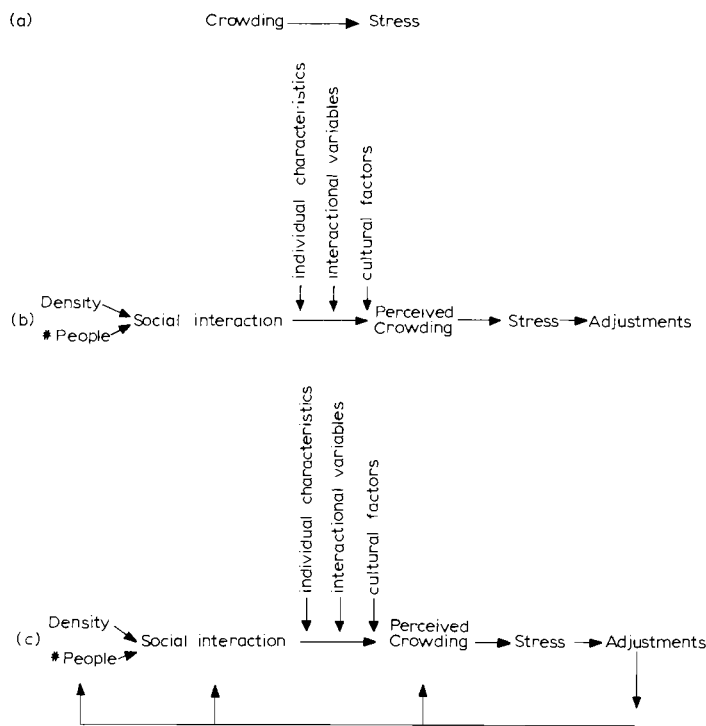 (a)
Crowding
Stress
individual characteristics
interactional variables
cultural factors
(b)
Density
# People
Social interaction
Perceived
Crowding
Stress
Adjustments
individual characteristics
interactional variables
cultural factors
(c)
Density
# People
Social interaction
Perceived
Crowding
Stress
Adjustments